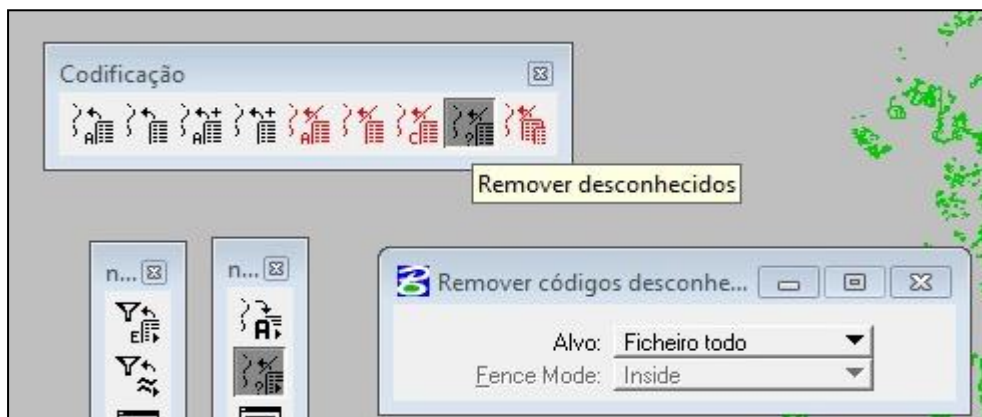 Codificação
Remover desconhecidos
n...
n...
Remover códigos desconhe...
Alvo: Ficheiro todo
Fence Mode: Inside